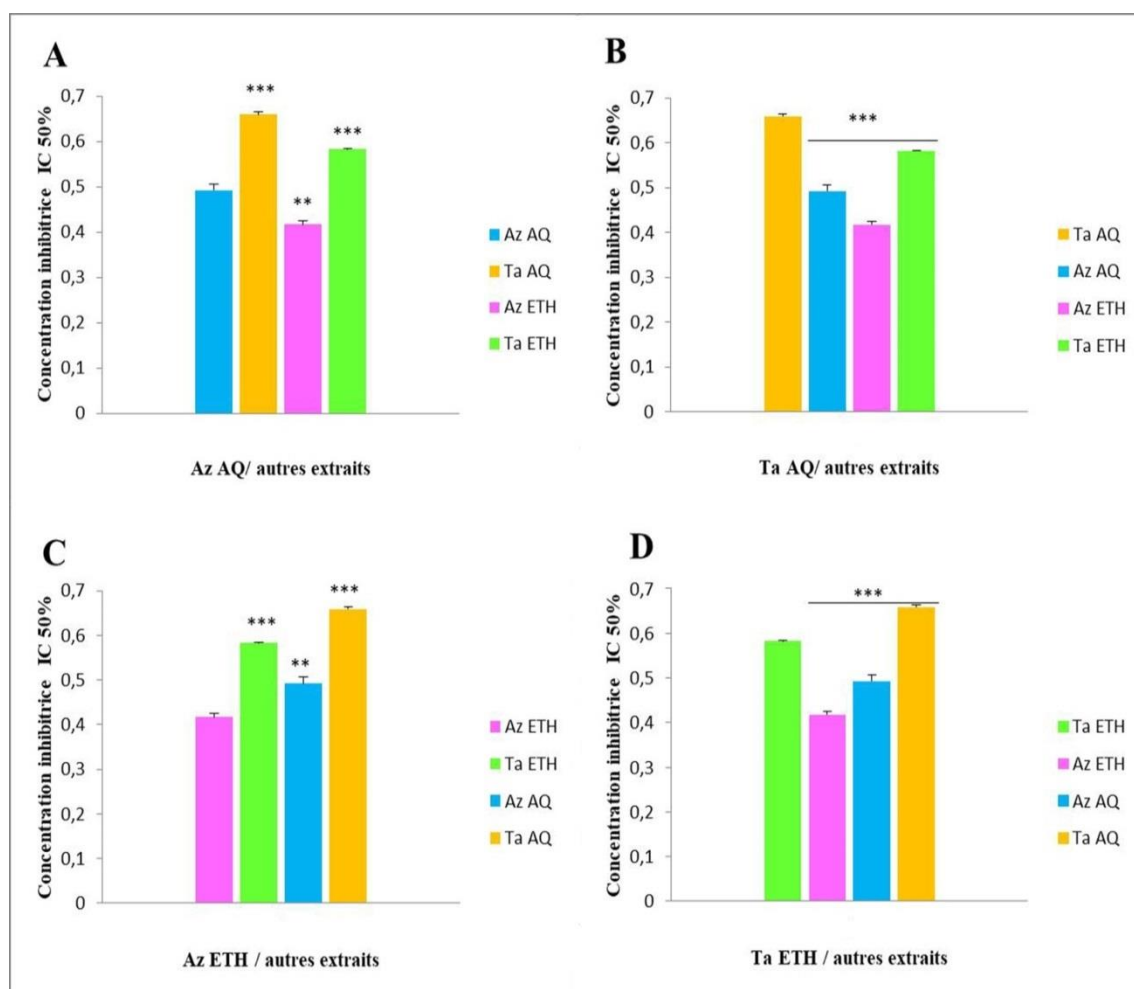 A
Concentration inhibitrice IC 50%
0,7
0,6
0,5
0,4
0,3
0,2
0,1
0
***
**
***
Az AQ
Ta AQ
Az ETH
Ta ETH
Az AQ/ autres extraits
B
Concentration inhibitrice IC 50%
0,7
0,6
0,5
0,4
0,3
0,2
0,1
0
***
Ta AQ
Az AQ
Az ETH
Ta ETH
Ta AQ/ autres extraits
C
Concentration inhibitrice IC 50%
0,7
0,6
0,5
0,4
0,3
0,2
0,1
0
***
**
***
Az ETH
Ta ETH
Az AQ
Ta AQ
Az ETH / autres extraits
D
Concentration inhibitrice IC 50%
0,7
0,6
0,5
0,4
0,3
0,2
0,1
0
***
Ta ETH
Az ETH
Az AQ
Ta AQ
Ta ETH / autres extraits